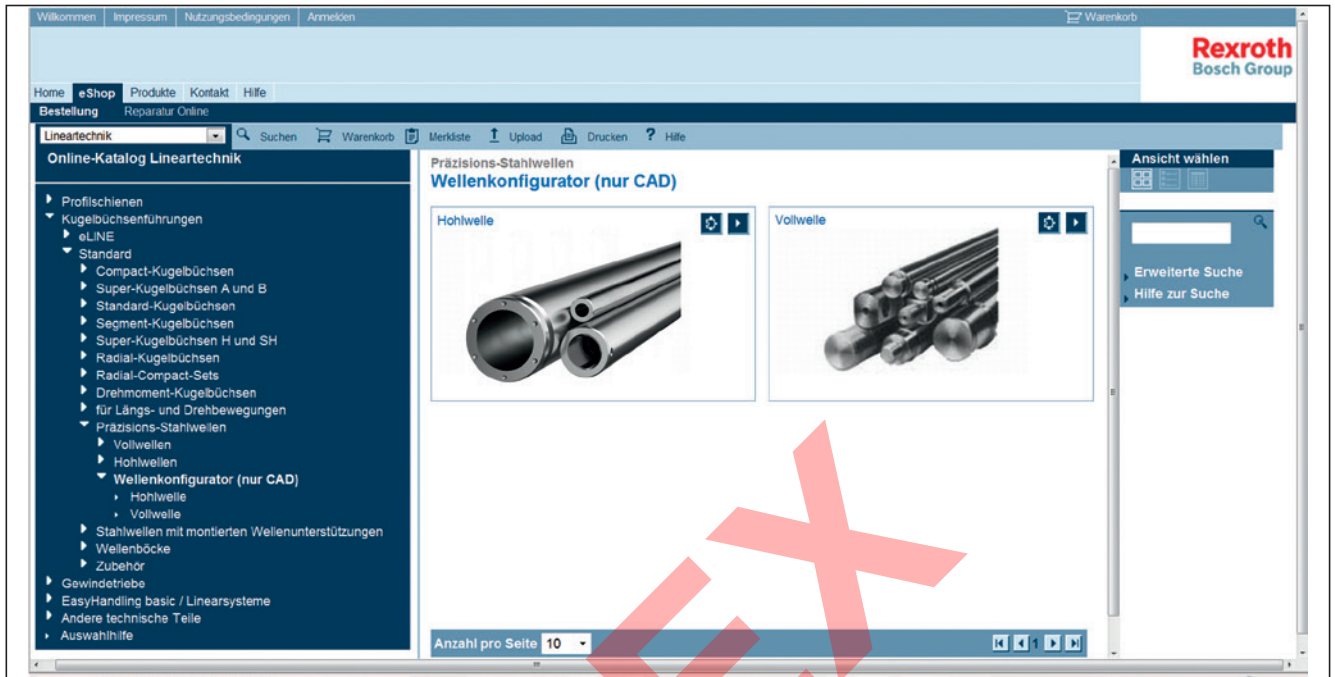 Willkommen Impressum Nutzungsbedingungen Anmelden Warenkorb
Rexroth
Bosch Group
Home eShop Produkte Kontakt Hilfe
Bestellung Reparatur Online
Lineartechnik Suchen Warenkorb Merkliste Upload Drucken ? Hilfe
Online-Katalog Lineartechnik
Profilschienen
Kugelbüchsenführungen
eLINE
Standard
Compact-Kugelbüchsen
Super-Kugelbüchsen A und B
Standard-Kugelbüchsen
Segment-Kugelbüchsen
Super-Kugelbüchsen H und SH
Radial-Kugelbüchsen
Radial-Compact-Sets
Drehmoment-Kugelbüchsen
für Längs- und Drehbewegungen
Präzisions-Stahlwellen
Vollwellen
Hohlwellen
Wellenkonfigurator (nur CAD)
Hohlwelle
Vollwelle
Stahlwellen mit montierten Wellenunterstützungen
Wellenböcke
Zubehör
Gewindetriebe
EasyHandling basic / Linearsysteme
Andere technische Teile
Auswahlhilfe
Präzisions-Stahlwellen
Wellenkonfigurator (nur CAD)
Hohlwelle
Vollwelle
Anzahl pro Seite 10
1
Ansicht wählen
Erweiterte Suche
Hilfe zur Suche
EX